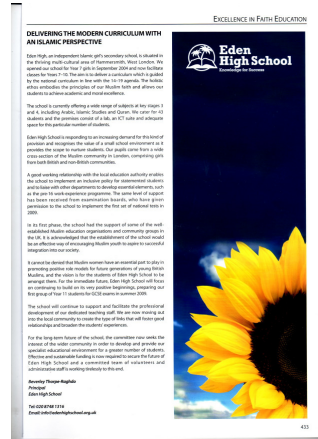 EXCELLENCE IN FAITH EDUCATION
DELIVERING THE MODERN CURRICULUM WITH
AN ISLAMIC PERSPECTIVE
Eden High, an independent Islamic girl's secondary school, is situated in
the thriving multi-cultural area of Hammersmith, West London. We
opened our school for Year 7 girls in September 2004 and now facilitate
classes for Years 7-10. The aim is to deliver a curriculum which is guided
by the national curriculum in line with the 14-19 agenda. The holistic
ethos embodies the principles of our Muslim faith and allows our
students to achieve academic and moral excellence.
The school is currently offering a wide range of subjects at key stages 3
and 4, including Arabic, Islamic Studies and Quran. We cater for 43
students and the premises consist of a lab, an ICT suite and adequate
space for this particular number of students.
Eden High School is responding to an increasing demand for this kind of
provision and recognises the value of a small school environment as it
provides the scope to nurture students. Our pupils come from a wide
cross-section of the Muslim community in London, comprising girls
from both British and non-British communities.
A good working relationship with the local education authority enables
the school to implement an inclusive policy for statemented students
and to liaise with other departments to develop essential elements, such
as the pre-16 work-experience programme. The same level of support
has been received from examination boards, who have given
permission to the school to implement the first set of national tests in
2009.
In its first phase, the school had the support of some of the well-
established Muslim education organisations and community groups in
the UK. It is acknowledged that the establishment of the school would
be an effective way of encouraging Muslim youth to aspire to successful
integration into our society.
It cannot be denied that Muslim women have an essential part to play in
promoting positive role models for future generations of young British
Muslims, and the vision is for the students of Eden High School to be
amongst them. For the immediate future, Eden High School will focus
on continuing to build on its very positive beginnings, preparing our
first group of Year 11 students for GCSE exams in summer 2009.
The school will continue to support and facilitate the professional
development of our dedicated teaching staff. We are now moving out
into the local community to create the type of links that will foster good
relationships and broaden the students' experiences.
For the long-term future of the school, the committee now seeks the
interest of the wider community in order to develop and provide our
specialist educational environment for a greater number of students.
Effective and sustainable funding is now required to secure the future of
Eden High School and a committed team of volunteers and
administrative staff is working tirelessly to this end.
Beverley Thorpe-Raghdo
Principal
Eden High School
Tel: 020 8748 1316
Email: info@edenhighschool.org.uk
Eden
High School
Knowledge for Success
433